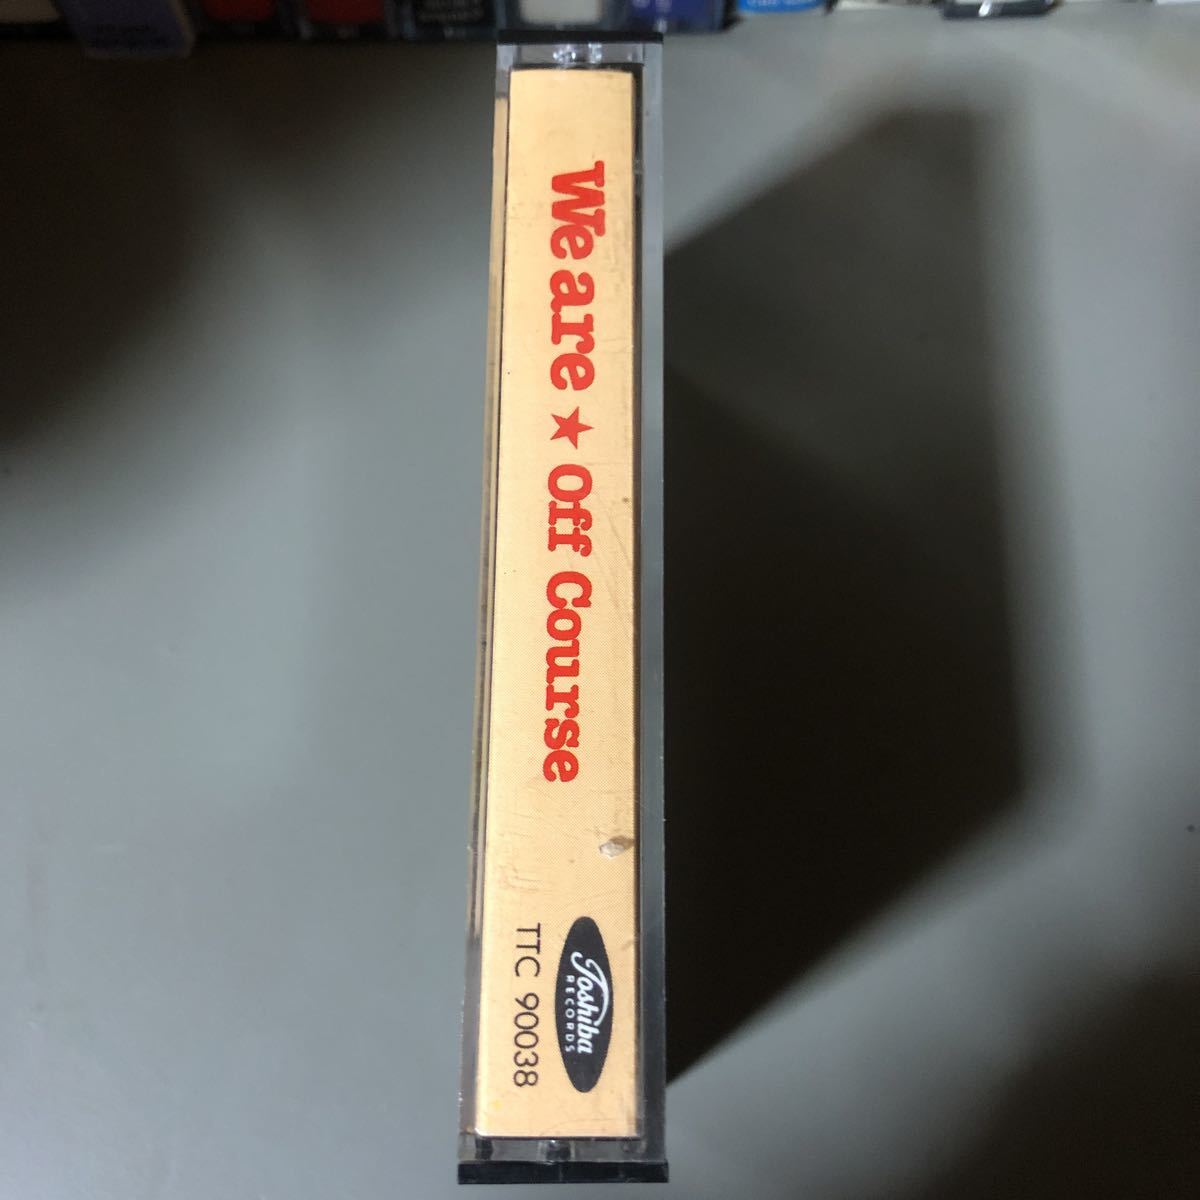 We are ★ Off Course
Toshiba
RECORDS
TTC 90038